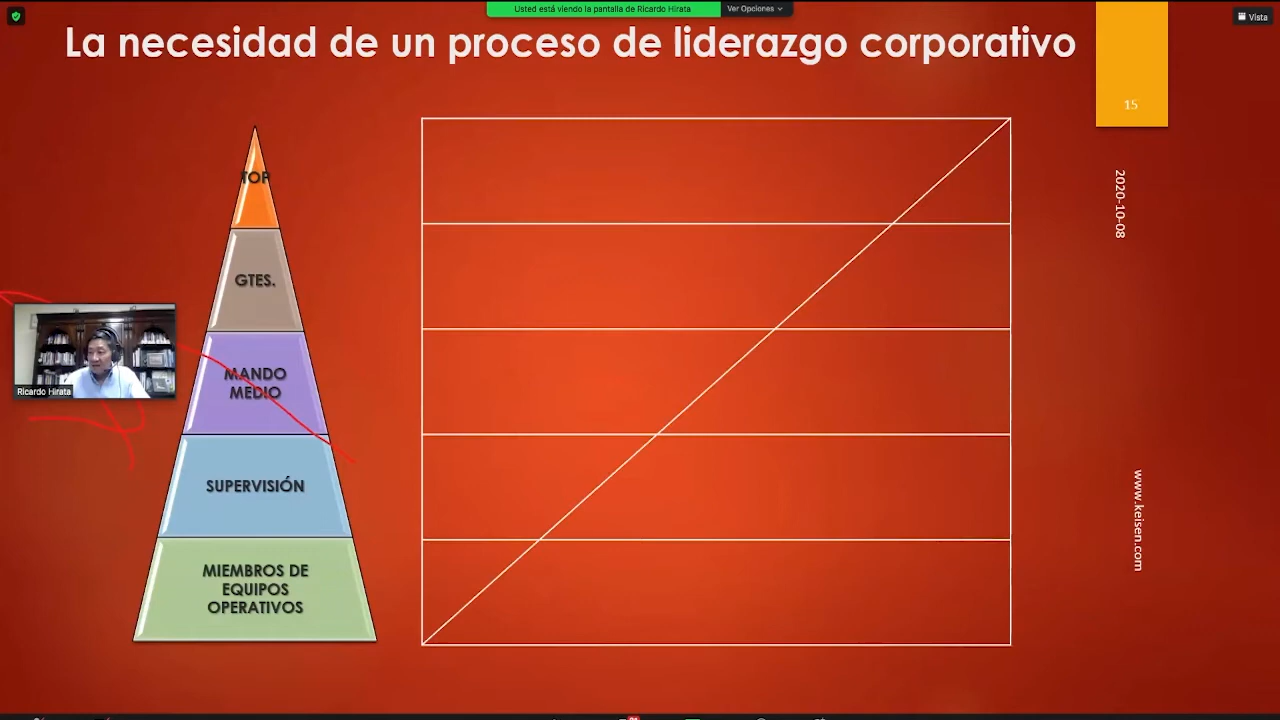 Usted está viendo la pantalla de Ricardo Hirata
Ver Opciones
Vista
La necesidad de un proceso de liderazgo corporativo
15
2020-10-08
TOP
GTES.
MANDO
MEDIO
Ricardo Hirata
SUPERVISIÓN
www.keisen.com
MIEMBROS DE
EQUIPOS
OPERATIVOS